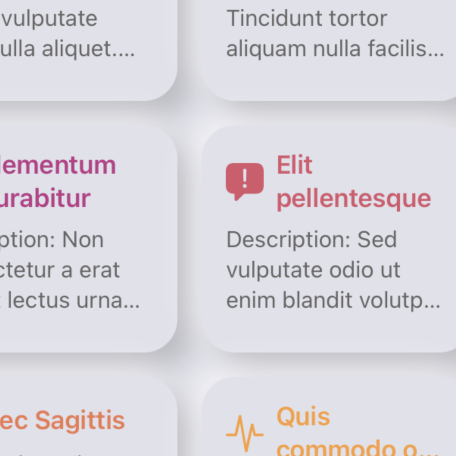 vulputate
ulla aliquet....
Tincidunt tortor
aliquam nulla facilis...
lementum
urabitur
ption: Non
ctetur a erat
lectus urna...
Elit
pellentesque
Description: Sed
vulputate odio ut
enim blandit volutp...
ec Sagittis
Quis
commodo o...